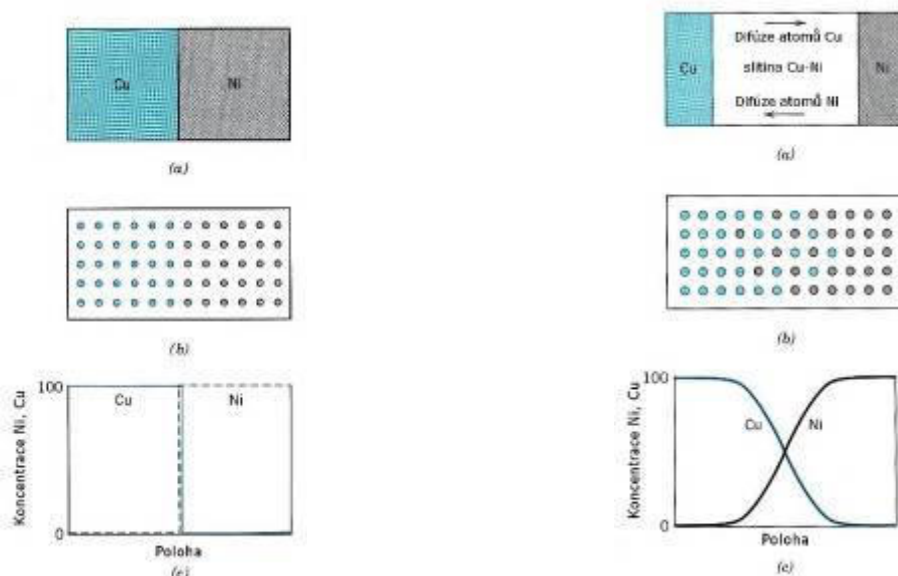 Cu
Ni
(a)
(b)
Koncentrace Ni, Cu
100
0
Cu
Ni
Poloha
(c)
Cu
Difúze atomů Cu
slitina Cu-Ni
Difúze atomů Ni
Ni
(a)
(b)
Koncentrace Ni, Cu
100
0
Cu
Ni
Poloha
(c)